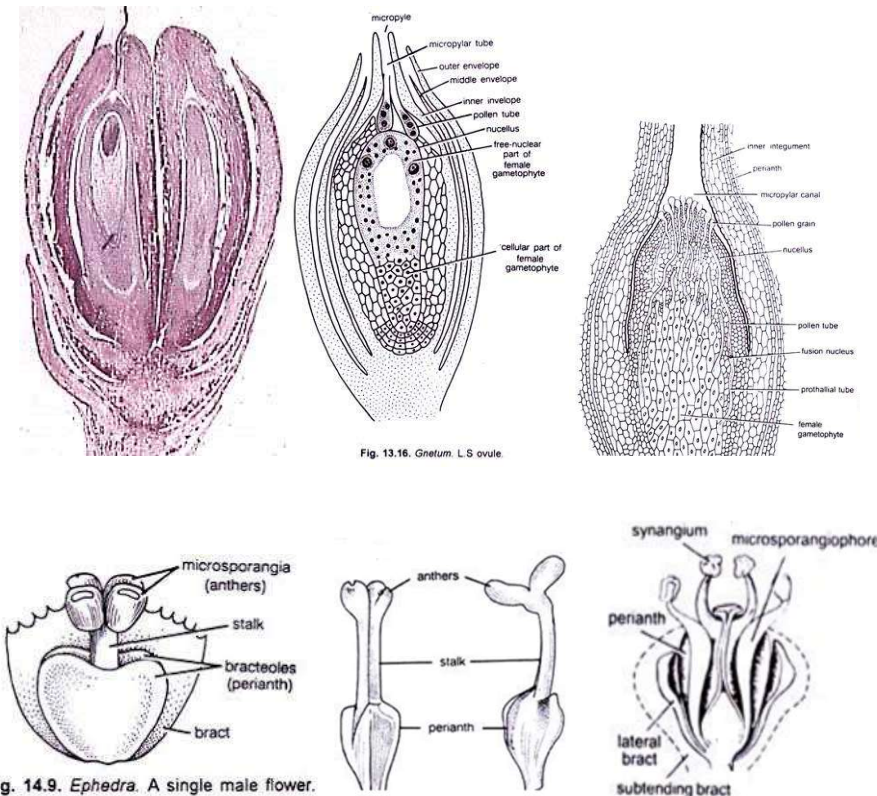 micropyle
micropylar tube
outer envelope
middle envelope
inner invelope
pollen tube
nucellus
free-nuclear
part of
female
gametophyte
cellular part of
female
gametophyte
Fig. 13.16. Gnetum. L.S ovule.
inner integument
perianth
micropylar canal
pollen grain
nucellus
pollen tube
fusion nucleus
prothallial tube
female
gametophyte
microsporangia
(anthers)
stalk
bracteoles
(perianth)
bract
g. 14.9. Ephedra. A single male flower.
anthers
stalk
perianth
synangium
microsporangiophore
perianth
lateral
bract
subtending bract